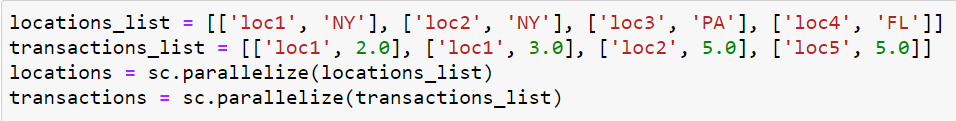 locations_list = [['loc1', 'NY'], ['loc2', 'NY'], ['loc3', 'PA'], ['loc4', 'FL']]
transactions_list = [['loc1', 2.0], ['loc1', 3.0], ['loc2', 5.0], ['loc5', 5.0]]
locations = sc.parallelize(locations_list)
transactions = sc.parallelize(transactions_list)